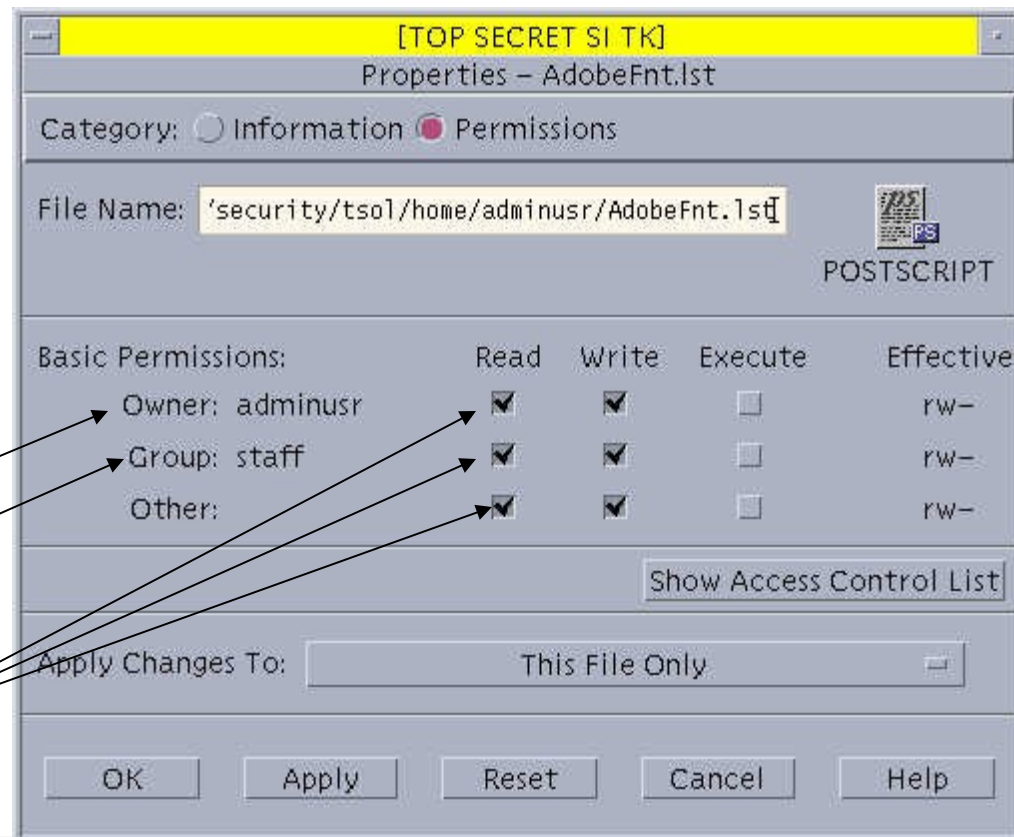 [TOP SECRET SI TK]
Properties – AdobeFnt.lst
Category: Information Permissions
File Name: 'security/tsol/home/adminusr/AdobeFnt.lst
PS
POSTSCRIPT
Basic Permissions: Read Write Execute Effective
Owner: adminusr rw-
Group: staff rw-
Other: rw-
Show Access Control List
Apply Changes To: This File Only
OK Apply Reset Cancel Help